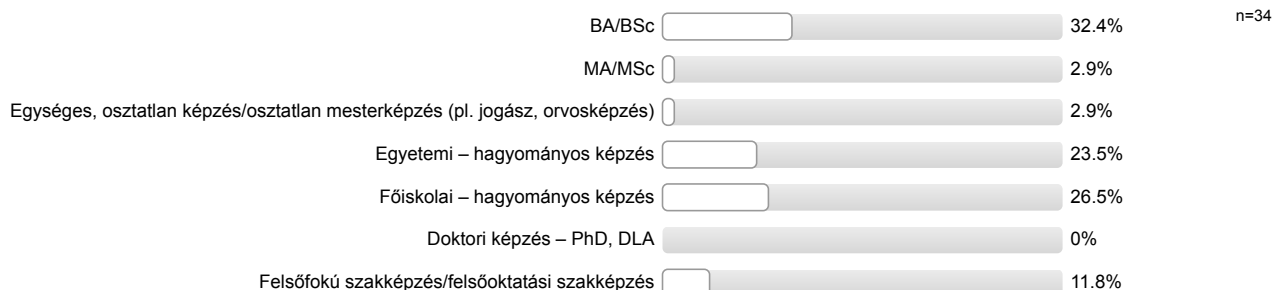 BA/BSc 32.4% n=34
MA/MSc 2.9%
Egységes, osztatlan képzés/osztatlan mesterképzés (pl. jogász, orvosképzés) 2.9%
Egyetemi – hagyományos képzés 23.5%
Főiskolai – hagyományos képzés 26.5%
Doktori képzés – PhD, DLA 0%
Felsőfokú szakképzés/felsőoktatási szakképzés 11.8%